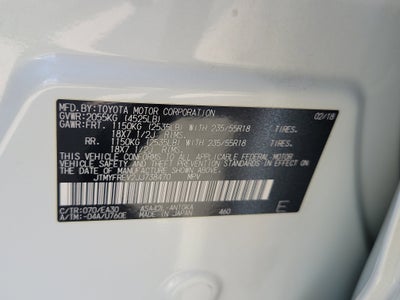 MFD.BY:TOYOTA MOTOR CORPORATION 02/18
GVWR:2055KG (4525LB)
GAWR:FRT. 1150KG (2535LB) WITH 235/55R18 TIRES.
18X7 1/2J RIMS.
RR. 1150KG (2535LB) WITH 235/55R18 TIRES.
18X7 1/2J RIMS.
THIS VEHICLE CONFORMS TO ALL APPLICABLE FEDERAL MOTOR
VEHICLE SAFETY STANDARDS IN EFFECT ON THE
DATE OF MANUFACTURE SHOWN ABOVE.
MPV
C/TR:070/EA30 ASA42L-ANTGKA
A/TM:-04A/U760E MADE IN JAPAN 460 E